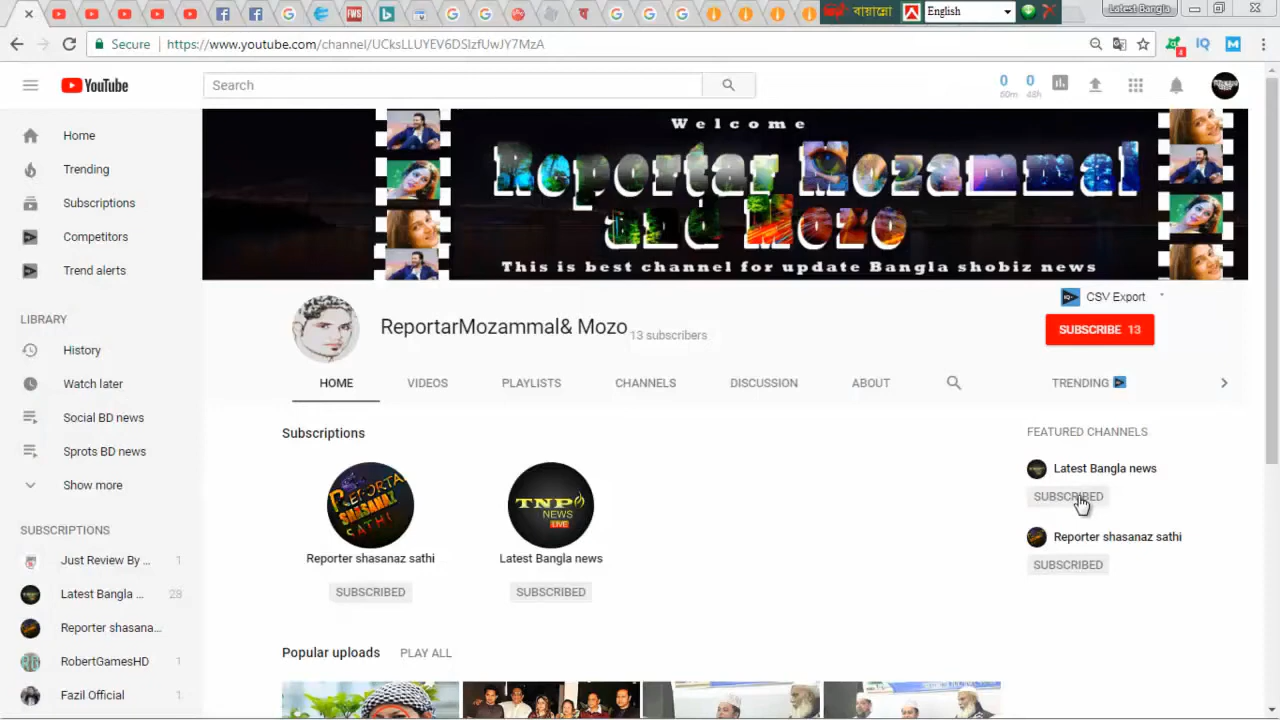 বায়ান্নো English Latest Bangla
Secure https://www.youtube.com/channel/UCksLLUYEV6DSIzfUwJY7MzA 4 IQ M
YouTube Search 0 0
60m 48h
Home
Trending
Subscriptions
Competitors
Trend alerts
LIBRARY
History
Watch later
Social BD news
Sprots BD news
Show more
SUBSCRIPTIONS
Just Review By ... 1
Latest Bangla ... 28
Reporter shasana...
RobertGamesHD 1
Fazil Official 1
Welcome
Reportar Mozammal
and Mozo
This is best channel for update Bangla shobiz news
CSV Export
ReportarMozammal& Mozo 13 subscribers SUBSCRIBE 13
HOME VIDEOS PLAYLISTS CHANNELS DISCUSSION ABOUT TRENDING
Subscriptions
REPORTA
SHASANAZ
SATHI
TNP
NEWS
LIVE
Reporter shasanaz sathi Latest Bangla news
SUBSCRIBED SUBSCRIBED
FEATURED CHANNELS
Latest Bangla news
SUBSCRIBED
Reporter shasanaz sathi
SUBSCRIBED
Popular uploads PLAY ALL